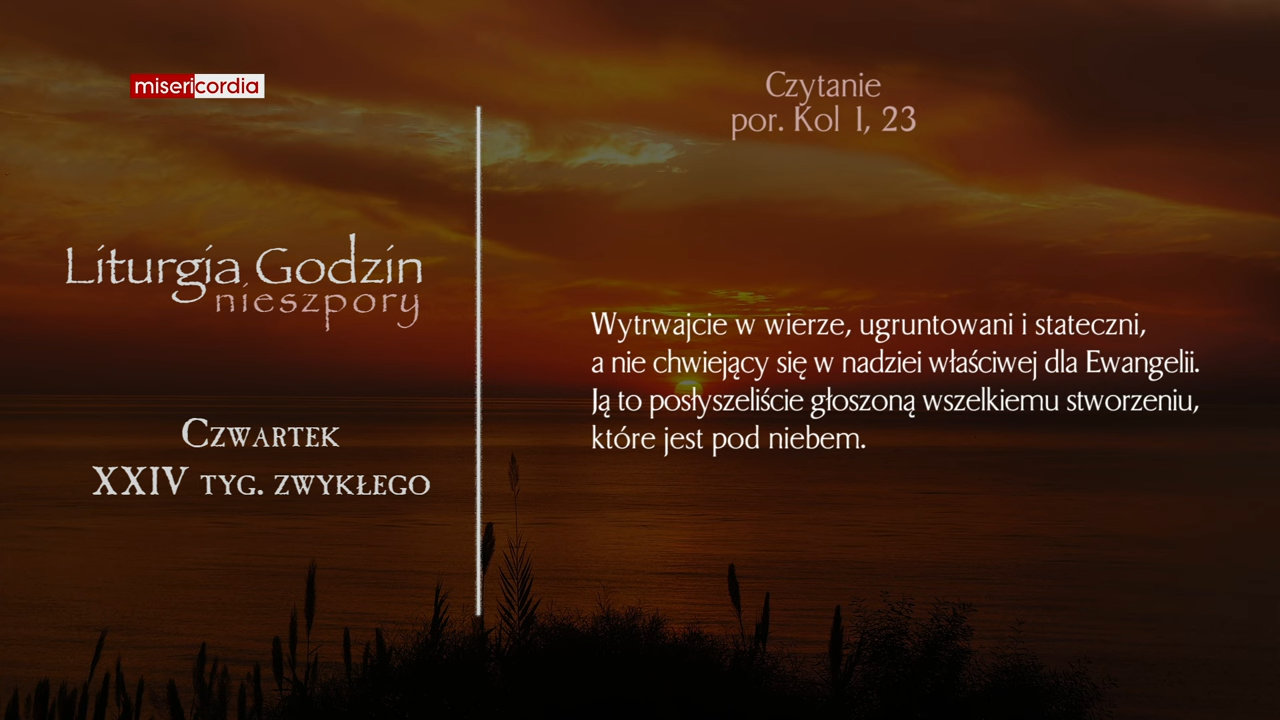 misericordia
Liturgia Godzin
nieszpory
Czwartek
XXIV tyg. zwykłego
Czytanie
por. Kol 1, 23
Wytrwajcie w wierze, ugruntowani i stateczni,
a nie chwiejący się w nadziei właściwej dla Ewangelii.
Ją to posłyszeliście głoszoną wszelkiemu stworzeniu,
które jest pod niebem.